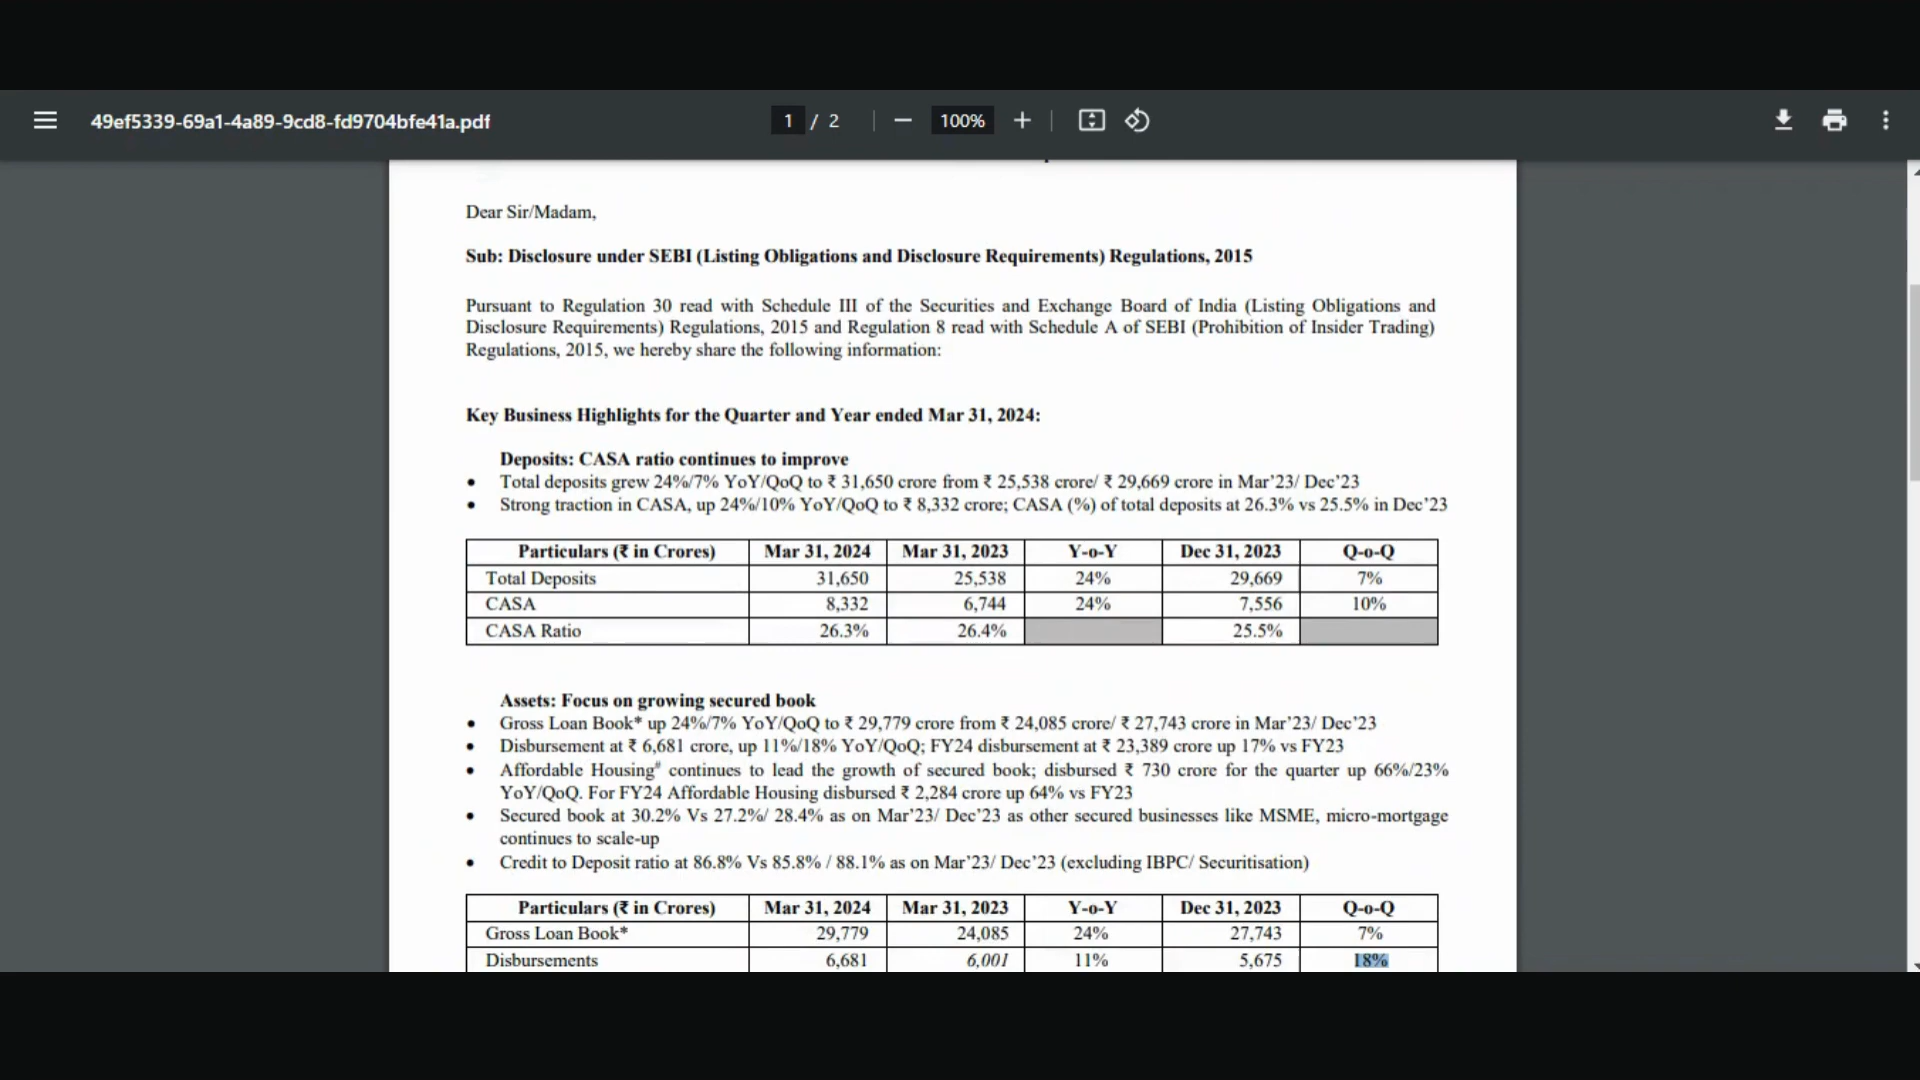 49ef5339-69a1-4a89-9cd8-fd9704bfe41a.pdf 1 / 2 100%
Dear Sir/Madam,
Sub: Disclosure under SEBI (Listing Obligations and Disclosure Requirements) Regulations, 2015
Pursuant to Regulation 30 read with Schedule III of the Securities and Exchange Board of India (Listing Obligations and
Disclosure Requirements) Regulations, 2015 and Regulation 8 read with Schedule A of SEBI (Prohibition of Insider Trading)
Regulations, 2015, we hereby share the following information:
Key Business Highlights for the Quarter and Year ended Mar 31, 2024:
Deposits: CASA ratio continues to improve
• Total deposits grew 24%/7% YoY/QoQ to ₹ 31,650 crore from ₹ 25,538 crore/ ₹ 29,669 crore in Mar’23/ Dec’23
• Strong traction in CASA, up 24%/10% YoY/QoQ to ₹ 8,332 crore; CASA (%) of total deposits at 26.3% vs 25.5% in Dec’23
Particulars (₹ in Crores) Mar 31, 2024 Mar 31, 2023 Y-o-Y Dec 31, 2023 Q-o-Q
Total Deposits 31,650 25,538 24% 29,669 7%
CASA 8,332 6,744 24% 7,556 10%
CASA Ratio 26.3% 26.4% 25.5%
Assets: Focus on growing secured book
• Gross Loan Book* up 24%/7% YoY/QoQ to ₹ 29,779 crore from ₹ 24,085 crore/ ₹ 27,743 crore in Mar’23/ Dec’23
• Disbursement at ₹ 6,681 crore, up 11%/18% YoY/QoQ; FY24 disbursement at ₹ 23,389 crore up 17% vs FY23
• Affordable Housing# continues to lead the growth of secured book; disbursed ₹ 730 crore for the quarter up 66%/23%
YoY/QoQ. For FY24 Affordable Housing disbursed ₹ 2,284 crore up 64% vs FY23
• Secured book at 30.2% Vs 27.2%/ 28.4% as on Mar’23/ Dec’23 as other secured businesses like MSME, micro-mortgage
continues to scale-up
• Credit to Deposit ratio at 86.8% Vs 85.8% / 88.1% as on Mar’23/ Dec’23 (excluding IBPC/ Securitisation)
Particulars (₹ in Crores) Mar 31, 2024 Mar 31, 2023 Y-o-Y Dec 31, 2023 Q-o-Q
Gross Loan Book* 29,779 24,085 24% 27,743 7%
Disbursements 6,681 6,001 11% 5,675 18%